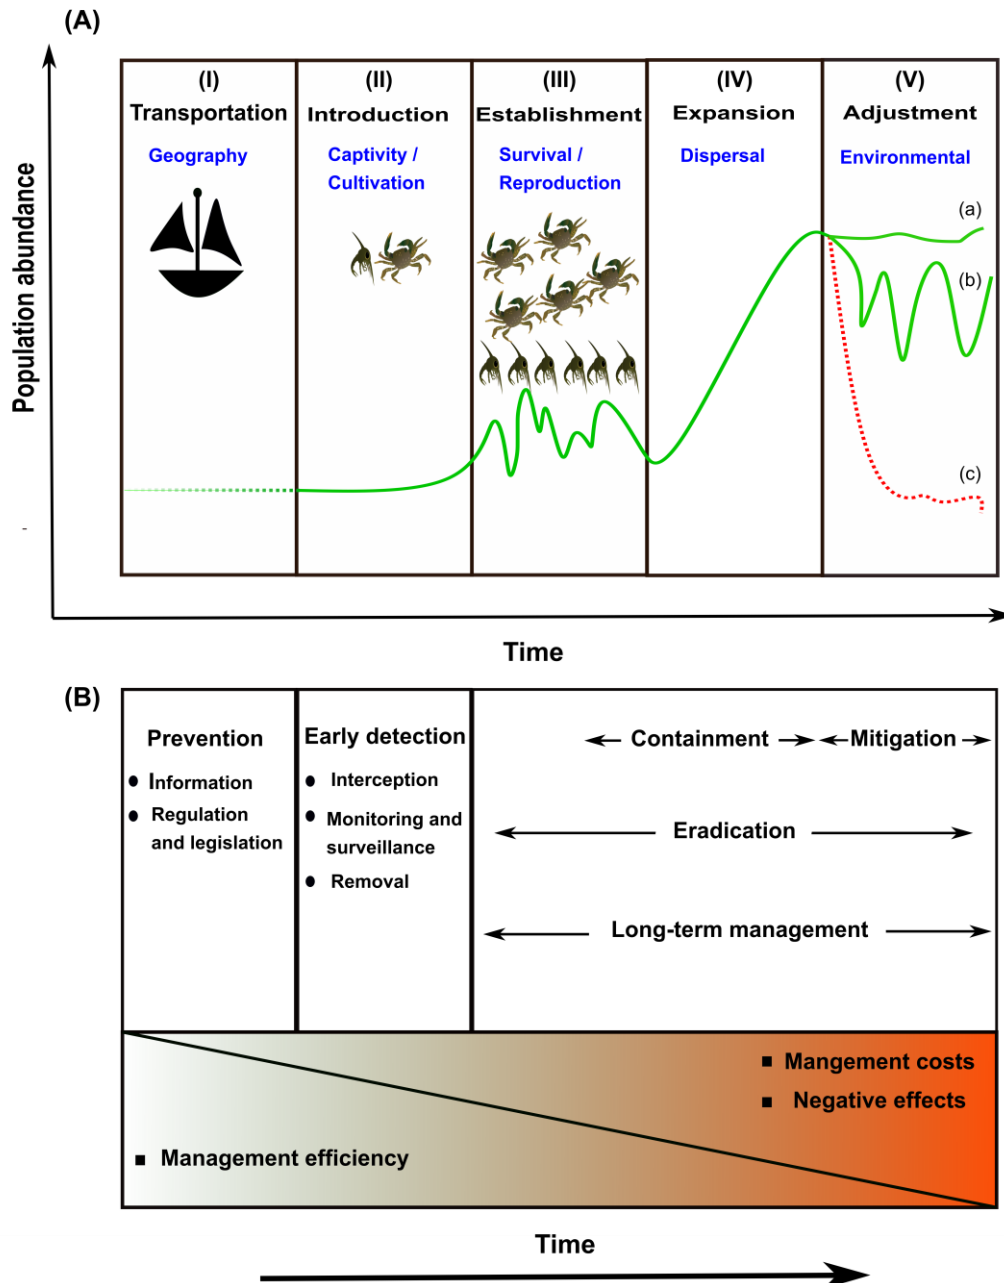 (A)
Population abundance
(I)
Transportation
Geography
(II)
Introduction
Captivity /
Cultivation
(III)
Establishment
Survival /
Reproduction
(IV)
Expansion
Dispersal
(V)
Adjustment
Environmental
(a)
(b)
(c)
Time
(B)
Prevention
Information
Regulation
and legislation
Early detection
Interception
Monitoring and
surveillance
Removal
Containment
Mitigation
Eradication
Long-term management
Mangement costs
Negative effects
Management efficiency
Time